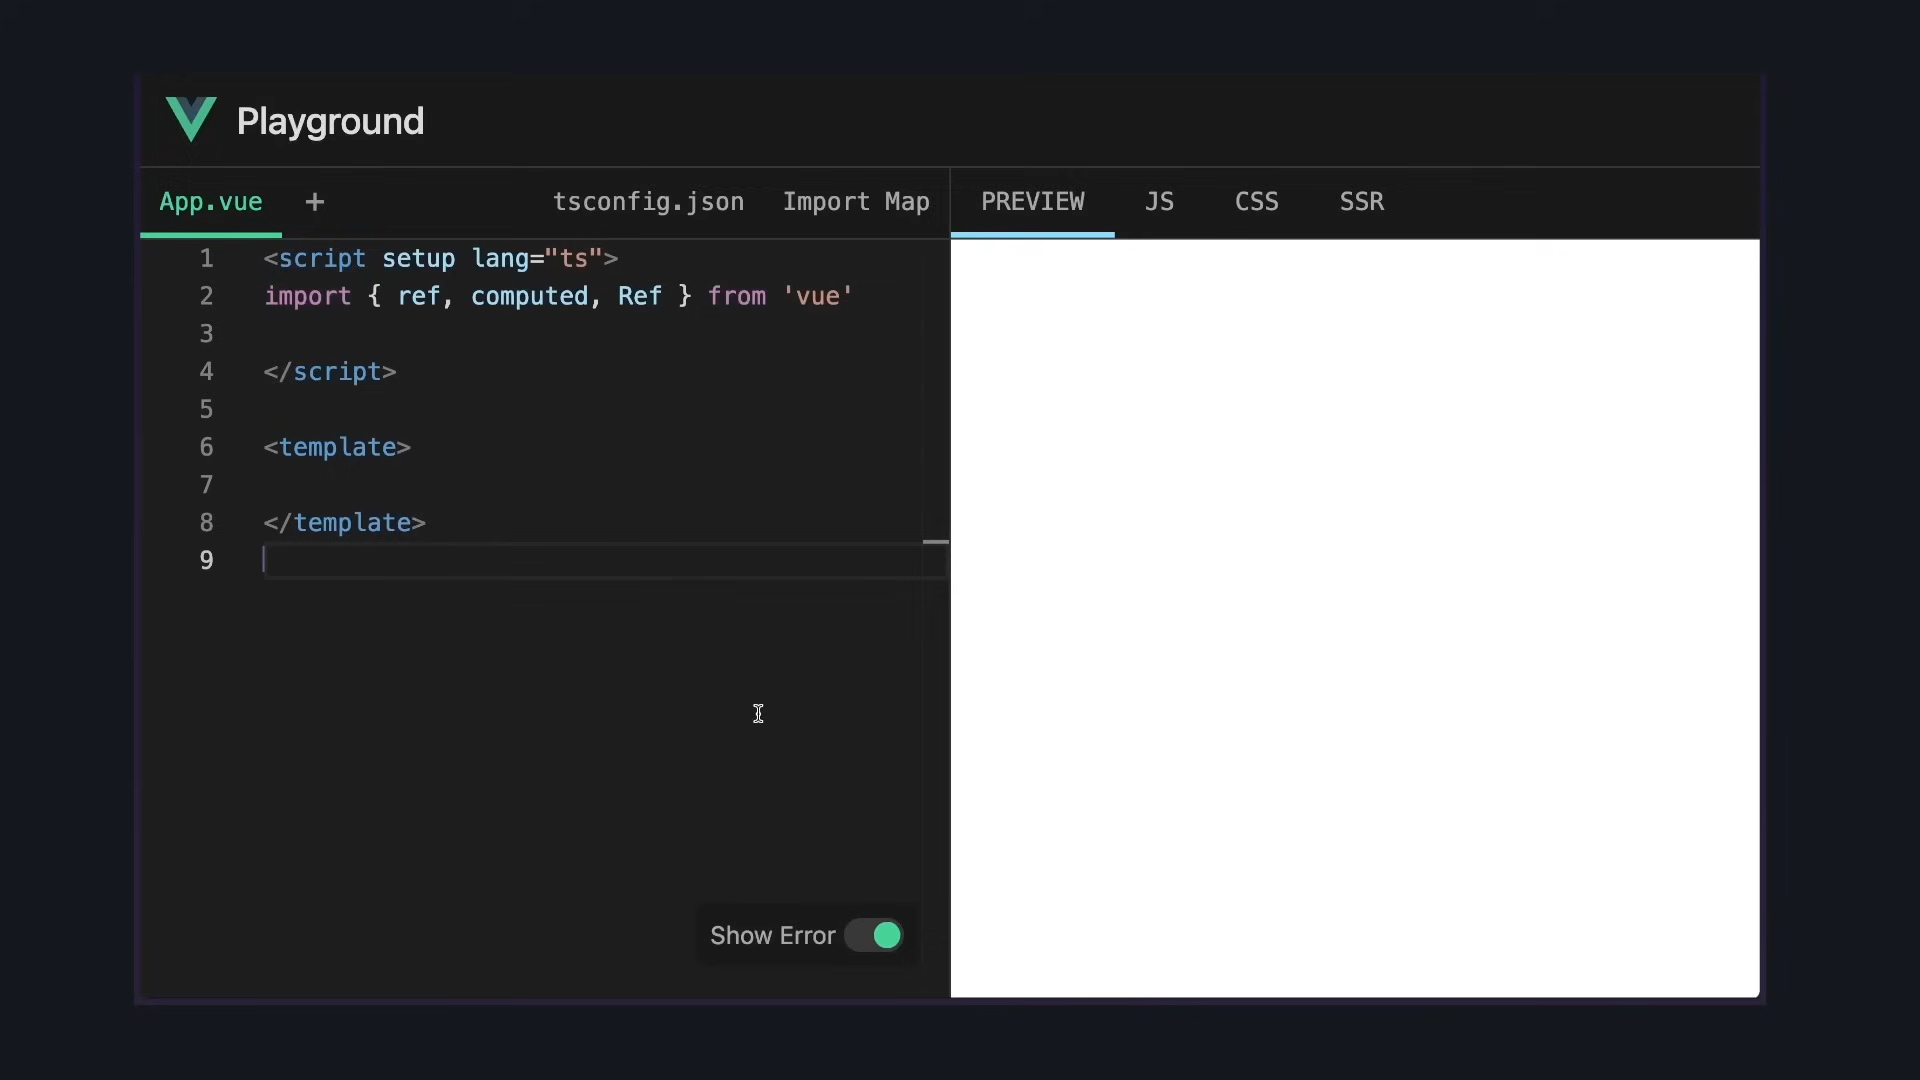 Playground
App.vue + tsconfig.json Import Map PREVIEW JS CSS SSR
1 <script setup lang="ts">
2 import { ref, computed, Ref } from 'vue'
3
4 </script>
5
6 <template>
7
8 </template>
9
Show Error